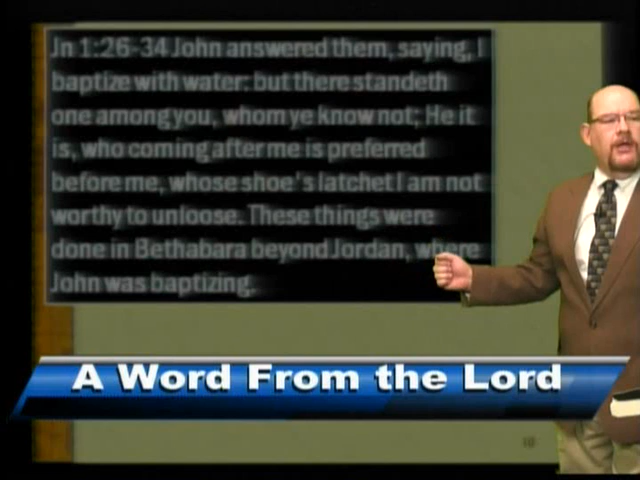 Jn 1:26-34 John answered them, saying, I
baptize with water: but there standeth
one among you, whom ye know not; He it
is, who coming after me is preferred
before me, whose shoe's latchet I am not
worthy to unloose. These things were
done in Bethabara beyond Jordan, where
John was baptizing.
A Word From the Lord